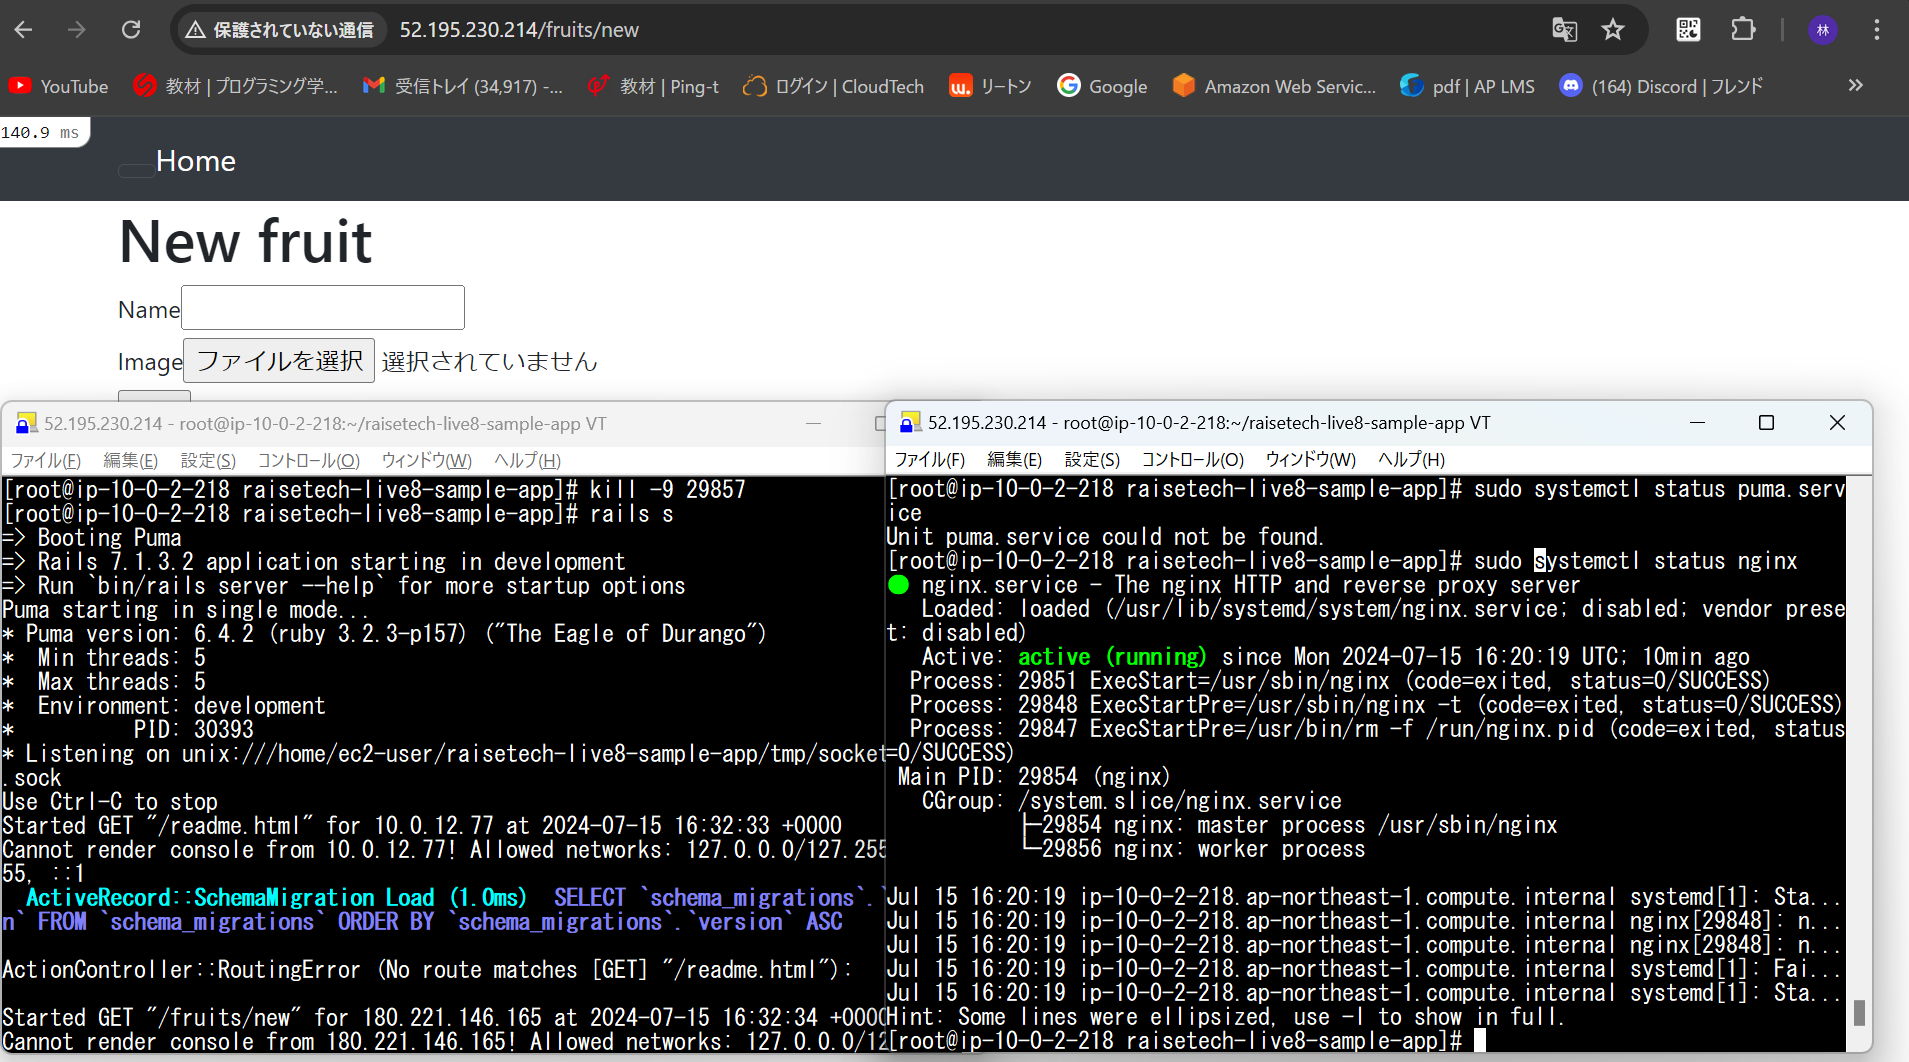 保護されていない通信 52.195.230.214/fruits/new 林
YouTube 教材 | プログラミング学... 受信トレイ (34,917) -... 教材 | Ping-t ログイン | CloudTech リートン Google Amazon Web Servic... pdf | AP LMS (164) Discord | フレンド »
140.9 ms
Home
New fruit
Name
Image ファイルを選択 選択されていません
52.195.230.214 - root@ip-10-0-2-218:~/raisetech-live8-sample-app VT
ファイル(F) 編集(E) 設定(S) コントロール(O) ウィンドウ(W) ヘルプ(H)
[root@ip-10-0-2-218 raisetech-live8-sample-app]# kill -9 29857
[root@ip-10-0-2-218 raisetech-live8-sample-app]# rails s
=> Booting Puma
=> Rails 7.1.3.2 application starting in development
=> Run `bin/rails server --help` for more startup options
Puma starting in single mode...
* Puma version: 6.4.2 (ruby 3.2.3-p157) ("The Eagle of Durango")
*  Min threads: 5
*  Max threads: 5
*  Environment: development
*          PID: 30393
* Listening on unix:///home/ec2-user/raisetech-live8-sample-app/tmp/socket
.sock
Use Ctrl-C to stop
Started GET "/readme.html" for 10.0.12.77 at 2024-07-15 16:32:33 +0000
Cannot render console from 10.0.12.77! Allowed networks: 127.0.0.0/127.255
55, ::1
  ActiveRecord::SchemaMigration Load (1.0ms)  SELECT `schema_migrations`.`
n` FROM `schema_migrations` ORDER BY `schema_migrations`.`version` ASC
ActionController::RoutingError (No route matches [GET] "/readme.html"):
Started GET "/fruits/new" for 180.221.146.165 at 2024-07-15 16:32:34 +000
Cannot render console from 180.221.146.165! Allowed networks: 127.0.0.0/12
52.195.230.214 - root@ip-10-0-2-218:~/raisetech-live8-sample-app VT
ファイル(F) 編集(E) 設定(S) コントロール(O) ウィンドウ(W) ヘルプ(H)
[root@ip-10-0-2-218 raisetech-live8-sample-app]# sudo systemctl status puma.serv
ice
Unit puma.service could not be found.
[root@ip-10-0-2-218 raisetech-live8-sample-app]# sudo systemctl status nginx
● nginx.service - The nginx HTTP and reverse proxy server
   Loaded: loaded (/usr/lib/systemd/system/nginx.service; disabled; vendor prese
t: disabled)
   Active: active (running) since Mon 2024-07-15 16:20:19 UTC; 10min ago
  Process: 29851 ExecStart=/usr/sbin/nginx (code=exited, status=0/SUCCESS)
  Process: 29848 ExecStartPre=/usr/sbin/nginx -t (code=exited, status=0/SUCCESS)
  Process: 29847 ExecStartPre=/usr/bin/rm -f /run/nginx.pid (code=exited, status
=0/SUCCESS)
 Main PID: 29854 (nginx)
   CGroup: /system.slice/nginx.service
           ├─29854 nginx: master process /usr/sbin/nginx
           └─29856 nginx: worker process
Jul 15 16:20:19 ip-10-0-2-218.ap-northeast-1.compute.internal systemd[1]: Sta...
Jul 15 16:20:19 ip-10-0-2-218.ap-northeast-1.compute.internal nginx[29848]: n...
Jul 15 16:20:19 ip-10-0-2-218.ap-northeast-1.compute.internal nginx[29848]: n...
Jul 15 16:20:19 ip-10-0-2-218.ap-northeast-1.compute.internal systemd[1]: Fai...
Jul 15 16:20:19 ip-10-0-2-218.ap-northeast-1.compute.internal systemd[1]: Sta...
Hint: Some lines were ellipsized, use -l to show in full.
[root@ip-10-0-2-218 raisetech-live8-sample-app]#